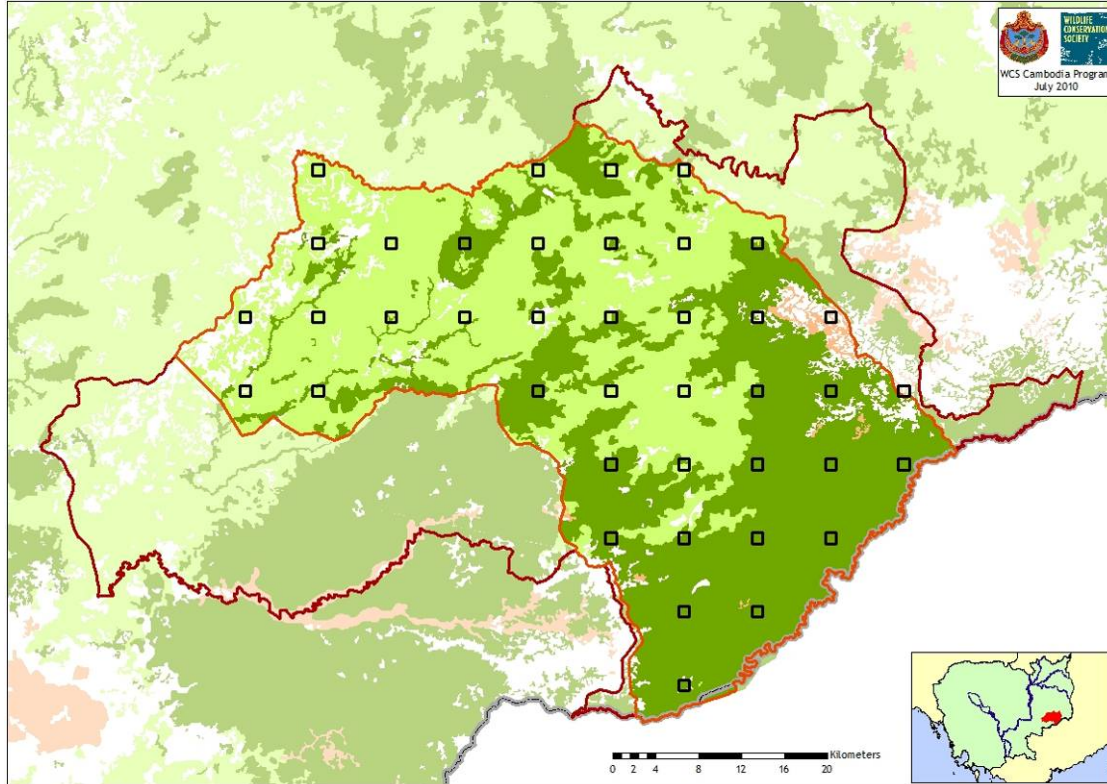 WILDLIFE
CONSERVATION
SOCIETY
WCS Cambodia Program
July 2010
Kilometers
0 2 4 8 12 16 20